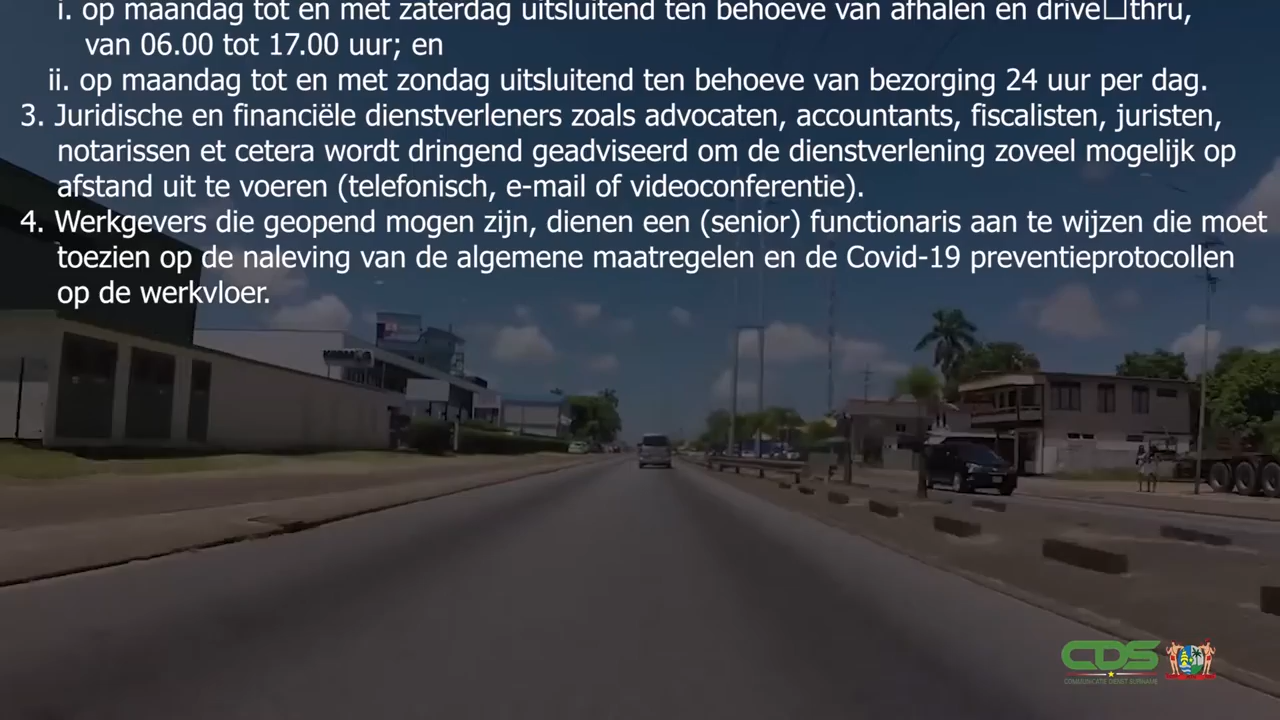 i. op maandag tot en met zaterdag uitsluitend ten behoeve van afhalen en drive□thru,
van 06.00 tot 17.00 uur; en
ii. op maandag tot en met zondag uitsluitend ten behoeve van bezorging 24 uur per dag.
3. Juridische en financiële dienstverleners zoals advocaten, accountants, fiscalisten, juristen,
notarissen et cetera wordt dringend geadviseerd om de dienstverlening zoveel mogelijk op
afstand uit te voeren (telefonisch, e-mail of videoconferentie).
4. Werkgevers die geopend mogen zijn, dienen een (senior) functionaris aan te wijzen die moet
toezien op de naleving van de algemene maatregelen en de Covid-19 preventieprotocollen
op de werkvloer.
CDS
COMMUNICATIE DIENST SURINAME